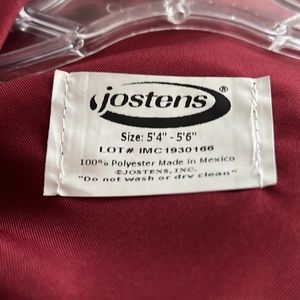 jostens®
Size: 5'4" - 5'6"
LOT# IMC1930166
100% Polyester Made in Mexico
©JOSTENS, INC.
"Do not wash or dry clean"